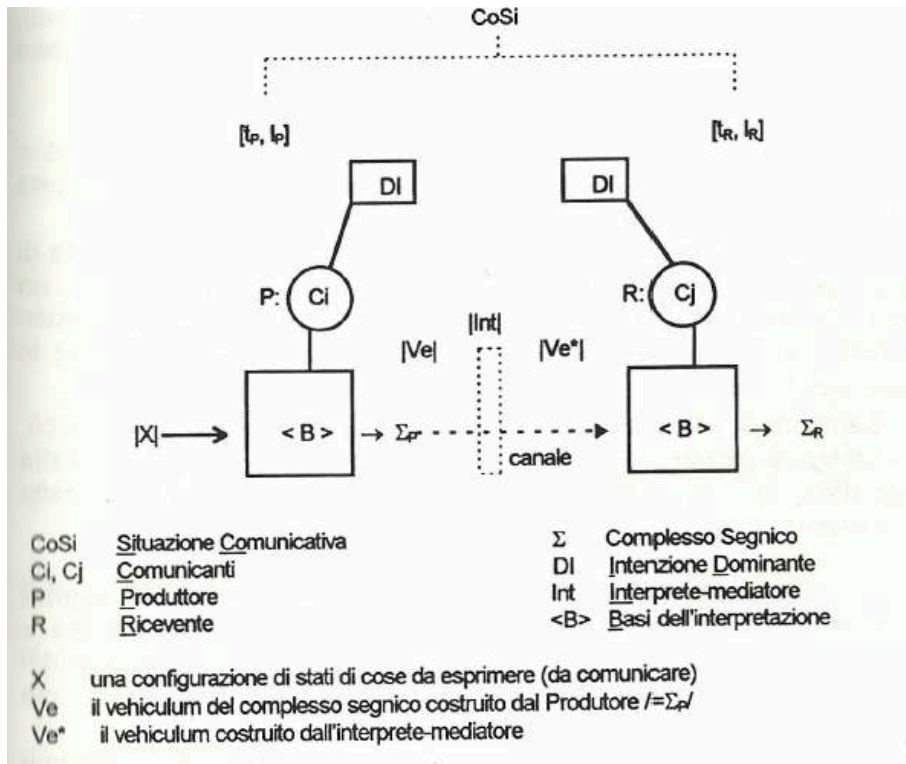 CoSi
[tP, lP] [tR, lR]
DI DI
P: Ci R: Cj
|Int|
|Ve| |Ve*|
|X| < B > ΣP < B > ΣR
canale
CoSi Situazione Comunicativa
Ci, Cj Comunicanti
P Produttore
R Ricevente
Σ Complesso Segnico
DI Intenzione Dominante
Int Interprete-mediatore
<B> Basi dell'interpretazione
X una configurazione di stati di cose da esprimere (da comunicare)
Ve il vehiculum del complesso segnico costruito dal Produtore /=ΣP/
Ve* il vehiculum costruito dall'interprete-mediatore